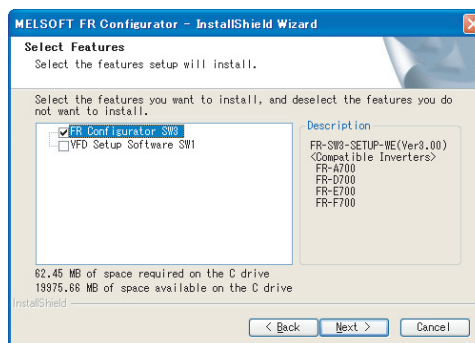 MELSOFT FR Configurator - InstallShield Wizard
Select Features
Select the features setup will install.
Select the features you want to install, and deselect the features you do
not want to install.
FR Configurator SW3
VFD Setup Software SW1
Description
FR-SW3-SETUP-WE(Ver3.00)
<Compatible Inverters>
FR-A700
FR-D700
FR-E700
FR-F700
62.45 MB of space required on the C drive
19975.66 MB of space available on the C drive
InstallShield
< Back
Next >
Cancel